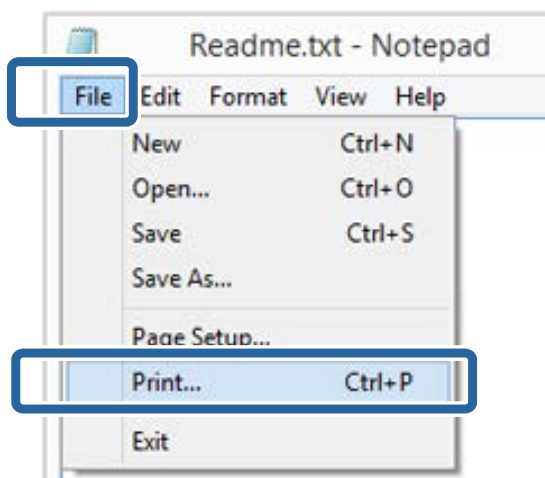 Readme.txt - Notepad
File Edit Format View Help
New Ctrl+N
Open... Ctrl+O
Save Ctrl+S
Save As...
Page Setup...
Print... Ctrl+P
Exit